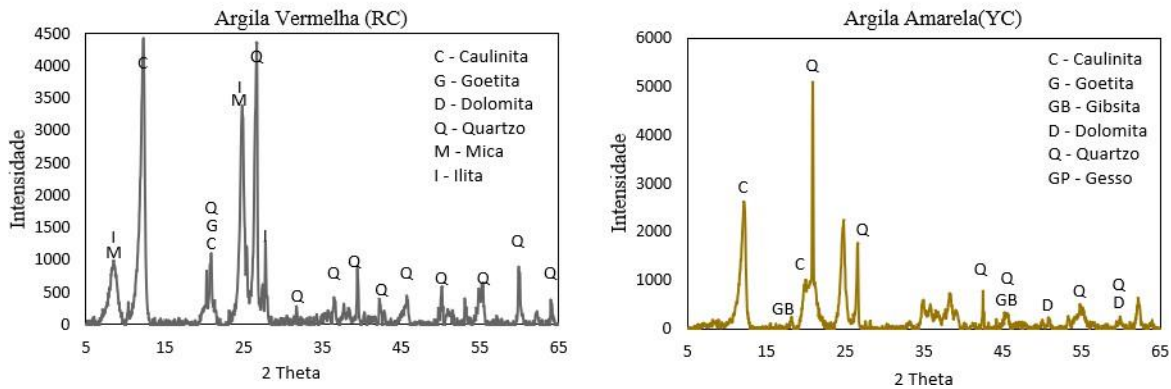 Argila Vermelha (RC)
4500
4000
3500
3000
2500
2000
1500
1000
500
0
Intensidade
5
15
25
35
45
55
65
2 Theta
C - Caulinita
G - Goetita
D - Dolomita
Q - Quartzo
M - Mica
I - Ilita
I
M
C
Q
G
C
I
M
Q
Q
Q
Q
Q
Q
Q
Q
Q
Q
Argila Amarela(YC)
6000
5000
4000
3000
2000
1000
0
Intensidade
5
15
25
35
45
55
65
2 Theta
C - Caulinita
G - Goetita
GB - Gibsita
D - Dolomita
Q - Quartzo
GP - Gesso
C
GB
C
Q
Q
Q
Q
GB
D
Q
Q
D